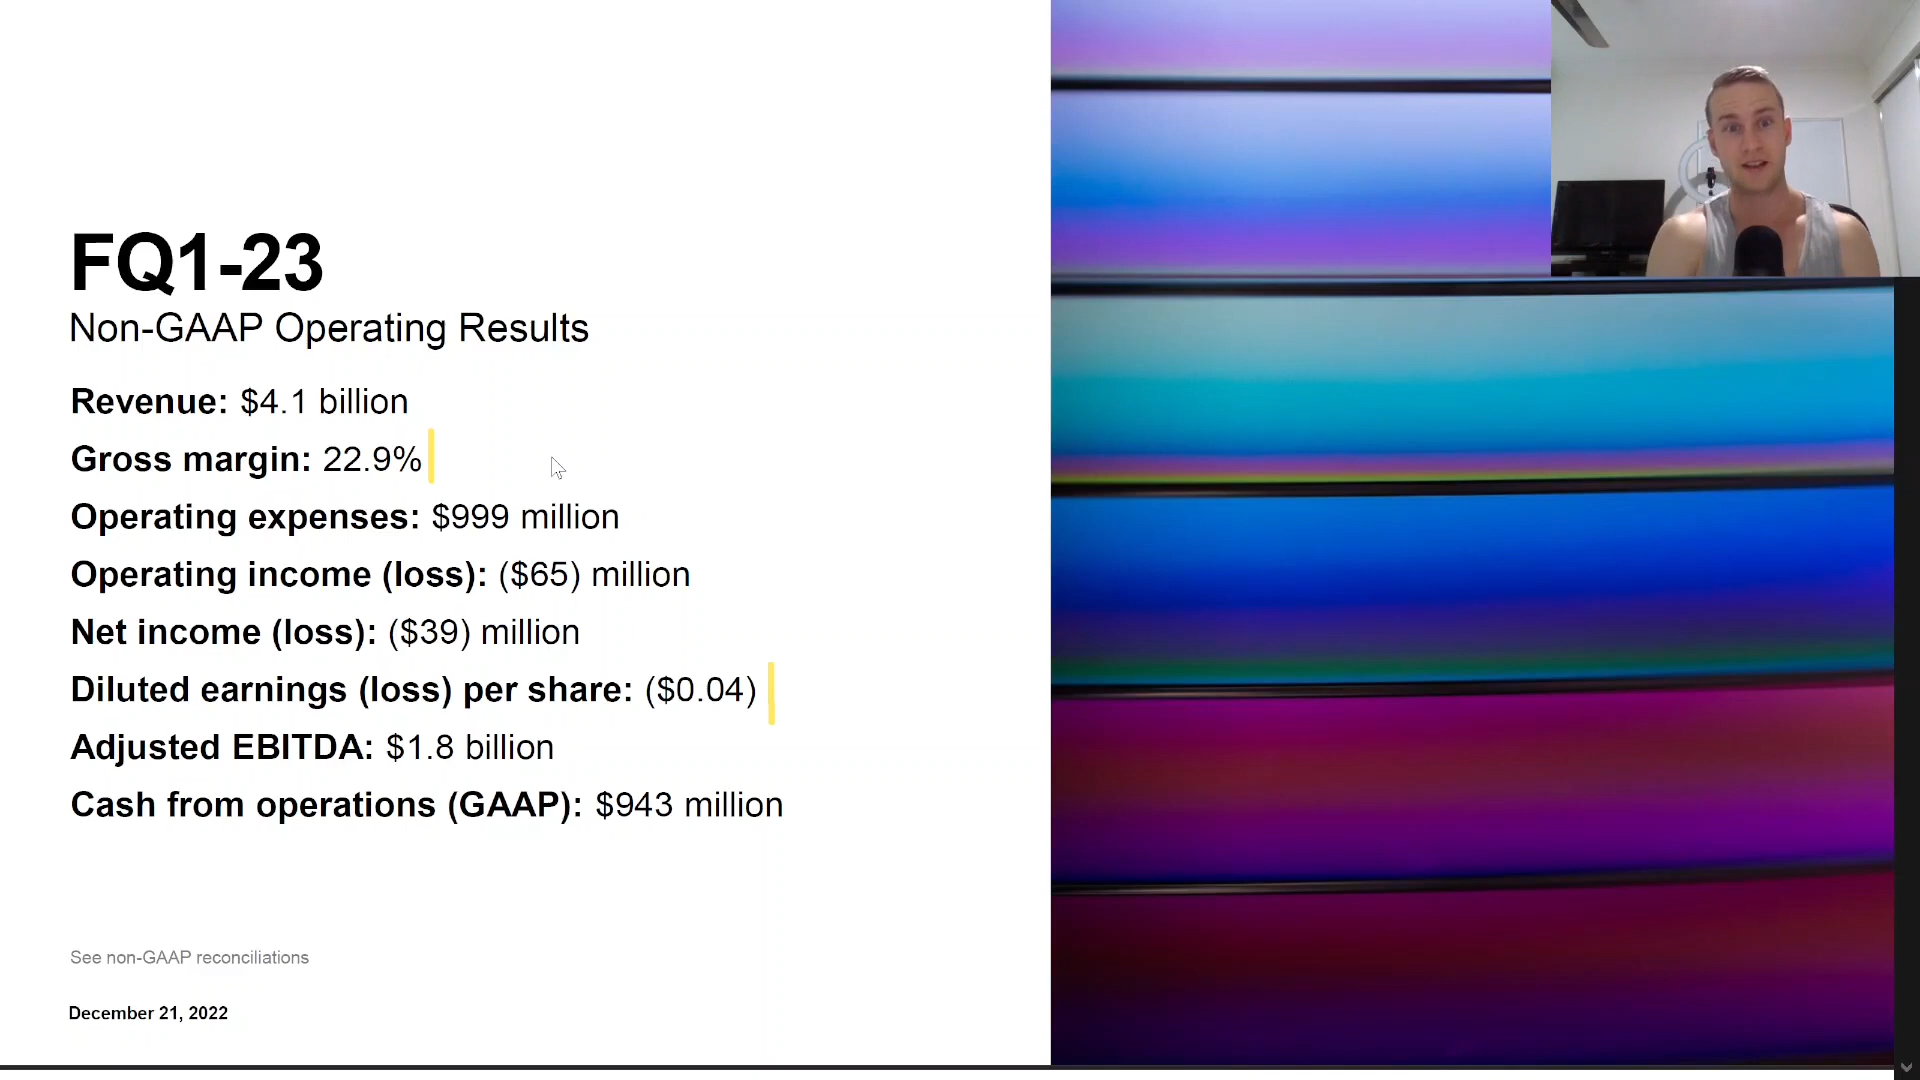 FQ1-23
Non-GAAP Operating Results
Revenue: $4.1 billion
Gross margin: 22.9%
Operating expenses: $999 million
Operating income (loss): ($65) million
Net income (loss): ($39) million
Diluted earnings (loss) per share: ($0.04)
Adjusted EBITDA: $1.8 billion
Cash from operations (GAAP): $943 million
See non-GAAP reconciliations
December 21, 2022